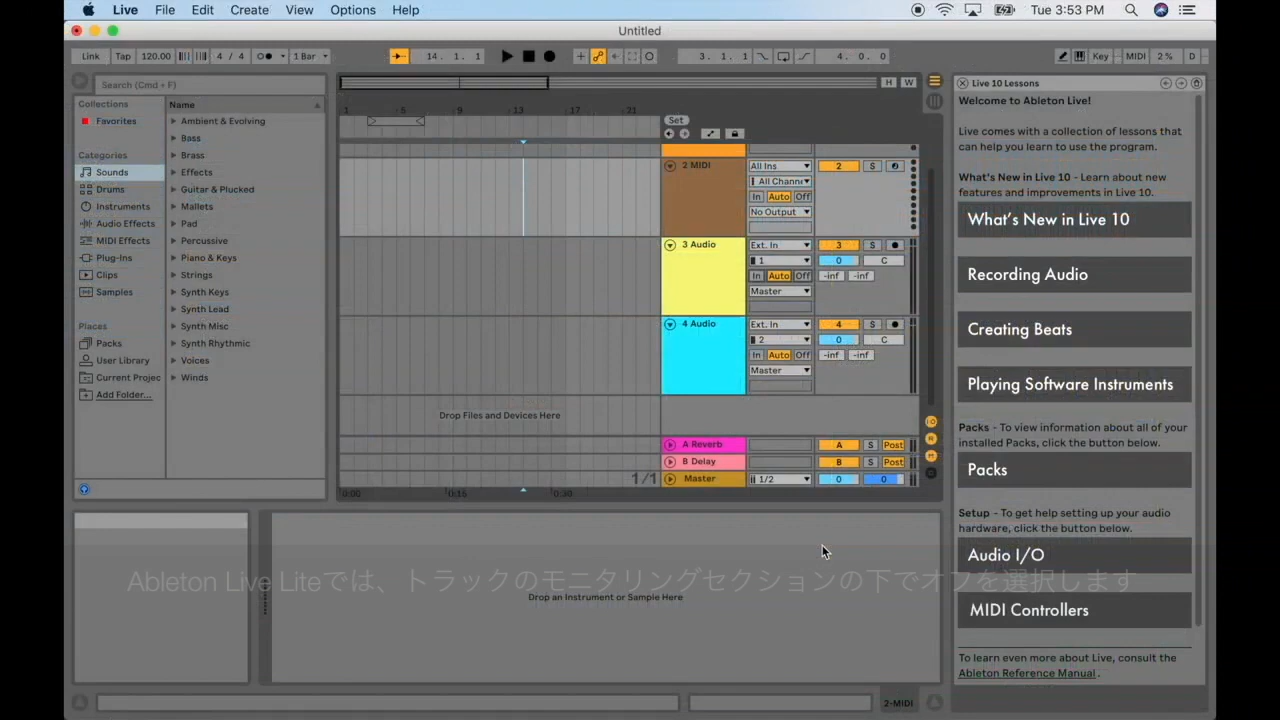 Live File Edit Create View Options Help
Tue 3:53 PM
Untitled
Link Tap 120.00 4 / 4 1 Bar 14. 1. 1 3. 1. 1 4. 0. 0 Key MIDI 2 % D
Search (Cmd + F)
Collections
Favorites
Categories
Sounds
Drums
Instruments
Audio Effects
MIDI Effects
Plug-Ins
Clips
Samples
Places
Packs
User Library
Current Projec
Add Folder...
Name
Ambient & Evolving
Bass
Brass
Effects
Guitar & Plucked
Mallets
Pad
Percussive
Piano & Keys
Strings
Synth Keys
Synth Lead
Synth Misc
Synth Rhythmic
Voices
Winds
H W
1 5 9 13 17 21
Set
2 MIDI All Ins 2 S
All Chann
In Auto Off
No Output
3 Audio Ext. In 3 S
1 0 C
In Auto Off -inf -inf
Master
4 Audio Ext. In 4 S
2 0 C
In Auto Off -inf -inf
Master
Drop Files and Devices Here
A Reverb A S Post
B Delay B S Post
1/1 Master 1/2 0 0
0:00 0:15 0:30
Live 10 Lessons
Welcome to Ableton Live!
Live comes with a collection of lessons that
can help you learn to use the program.
What's New in Live 10 - Learn about new
features and improvements in Live 10.
What's New in Live 10
Recording Audio
Creating Beats
Playing Software Instruments
Packs - To view information about all of your
installed Packs, click the button below.
Packs
Setup - To get help setting up your audio
hardware, click the button below.
Audio I/O
MIDI Controllers
To learn even more about Live, consult the
Ableton Reference Manual .
Ableton Live Liteでは、トラックのモニタリングセクションの下でオフを選択します
Drop an Instrument or Sample Here
2-MIDI